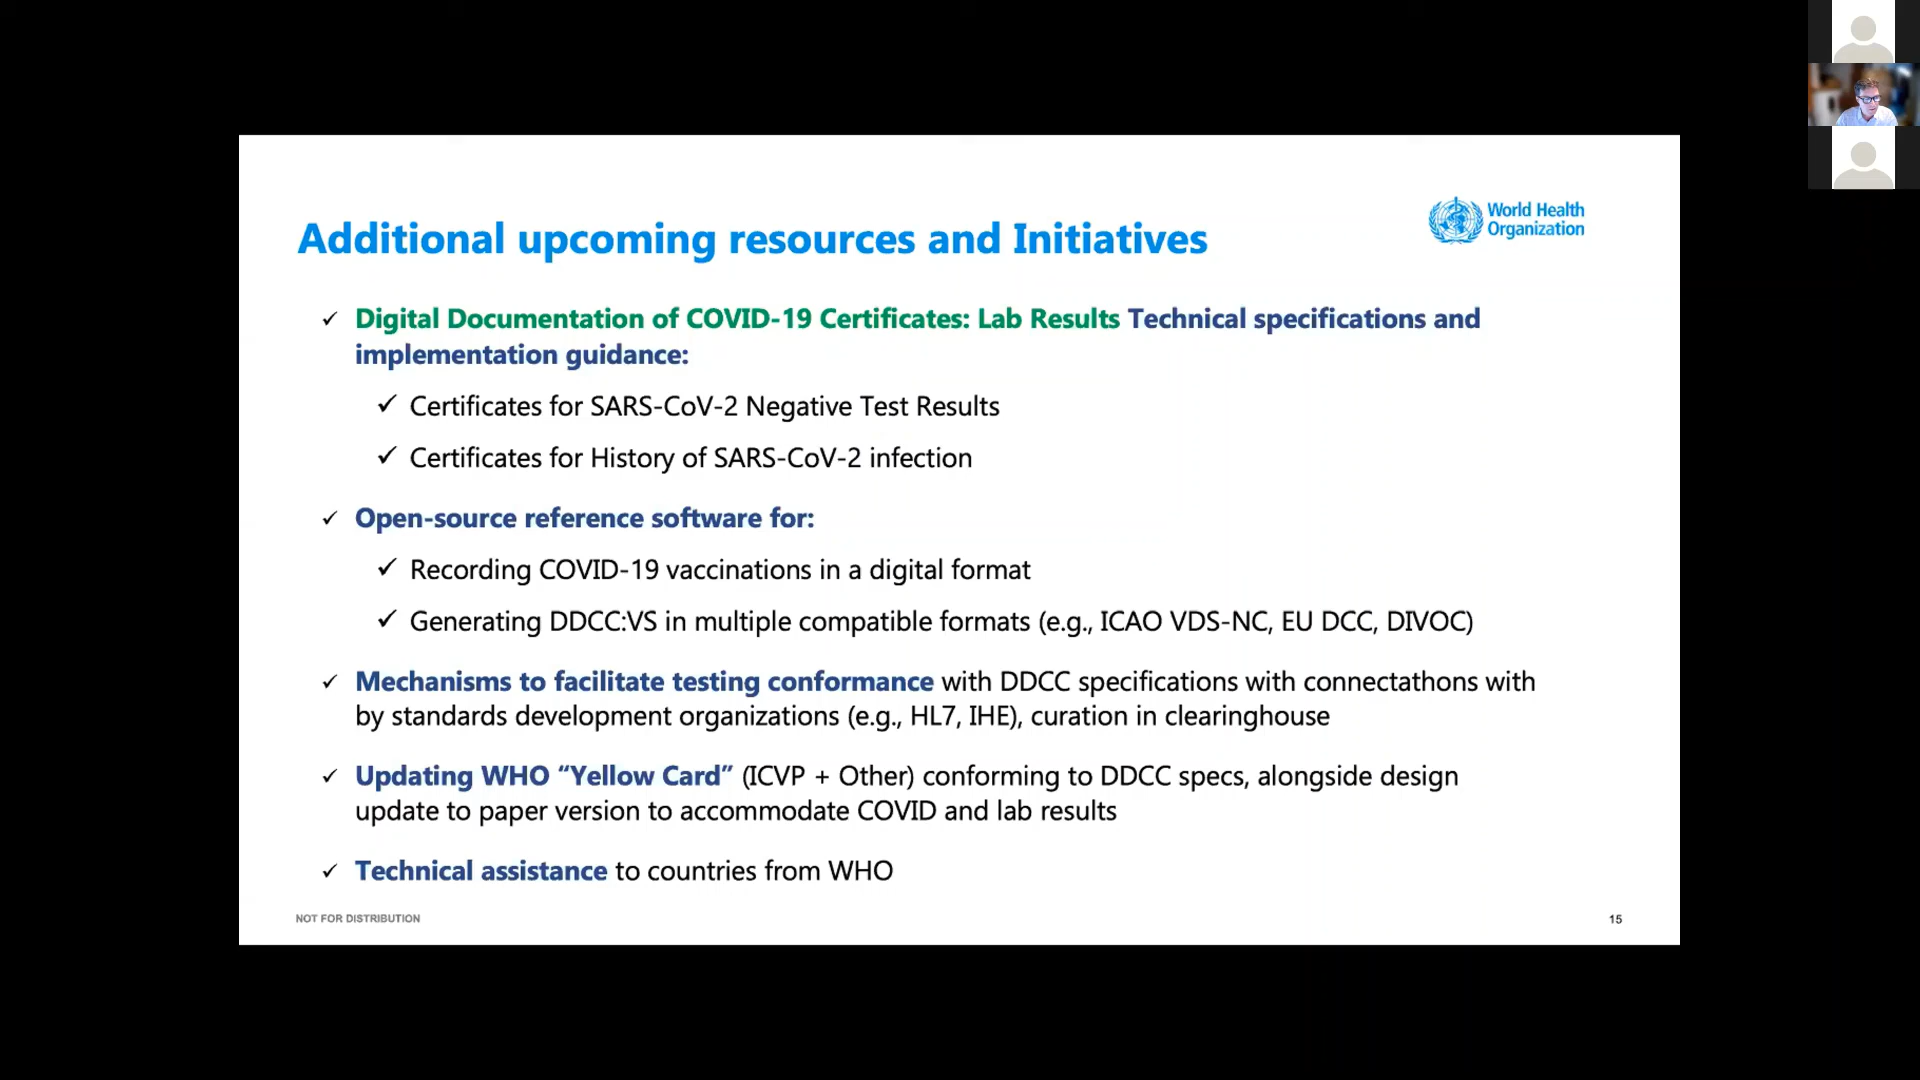 World Health
Organization
Additional upcoming resources and Initiatives
✓ Digital Documentation of COVID-19 Certificates: Lab Results Technical specifications and
implementation guidance:
✓ Certificates for SARS-CoV-2 Negative Test Results
✓ Certificates for History of SARS-CoV-2 infection
✓ Open-source reference software for:
✓ Recording COVID-19 vaccinations in a digital format
✓ Generating DDCC:VS in multiple compatible formats (e.g., ICAO VDS-NC, EU DCC, DIVOC)
✓ Mechanisms to facilitate testing conformance with DDCC specifications with connectathons with
by standards development organizations (e.g., HL7, IHE), curation in clearinghouse
✓ Updating WHO “Yellow Card” (ICVP + Other) conforming to DDCC specs, alongside design
update to paper version to accommodate COVID and lab results
✓ Technical assistance to countries from WHO
NOT FOR DISTRIBUTION
15